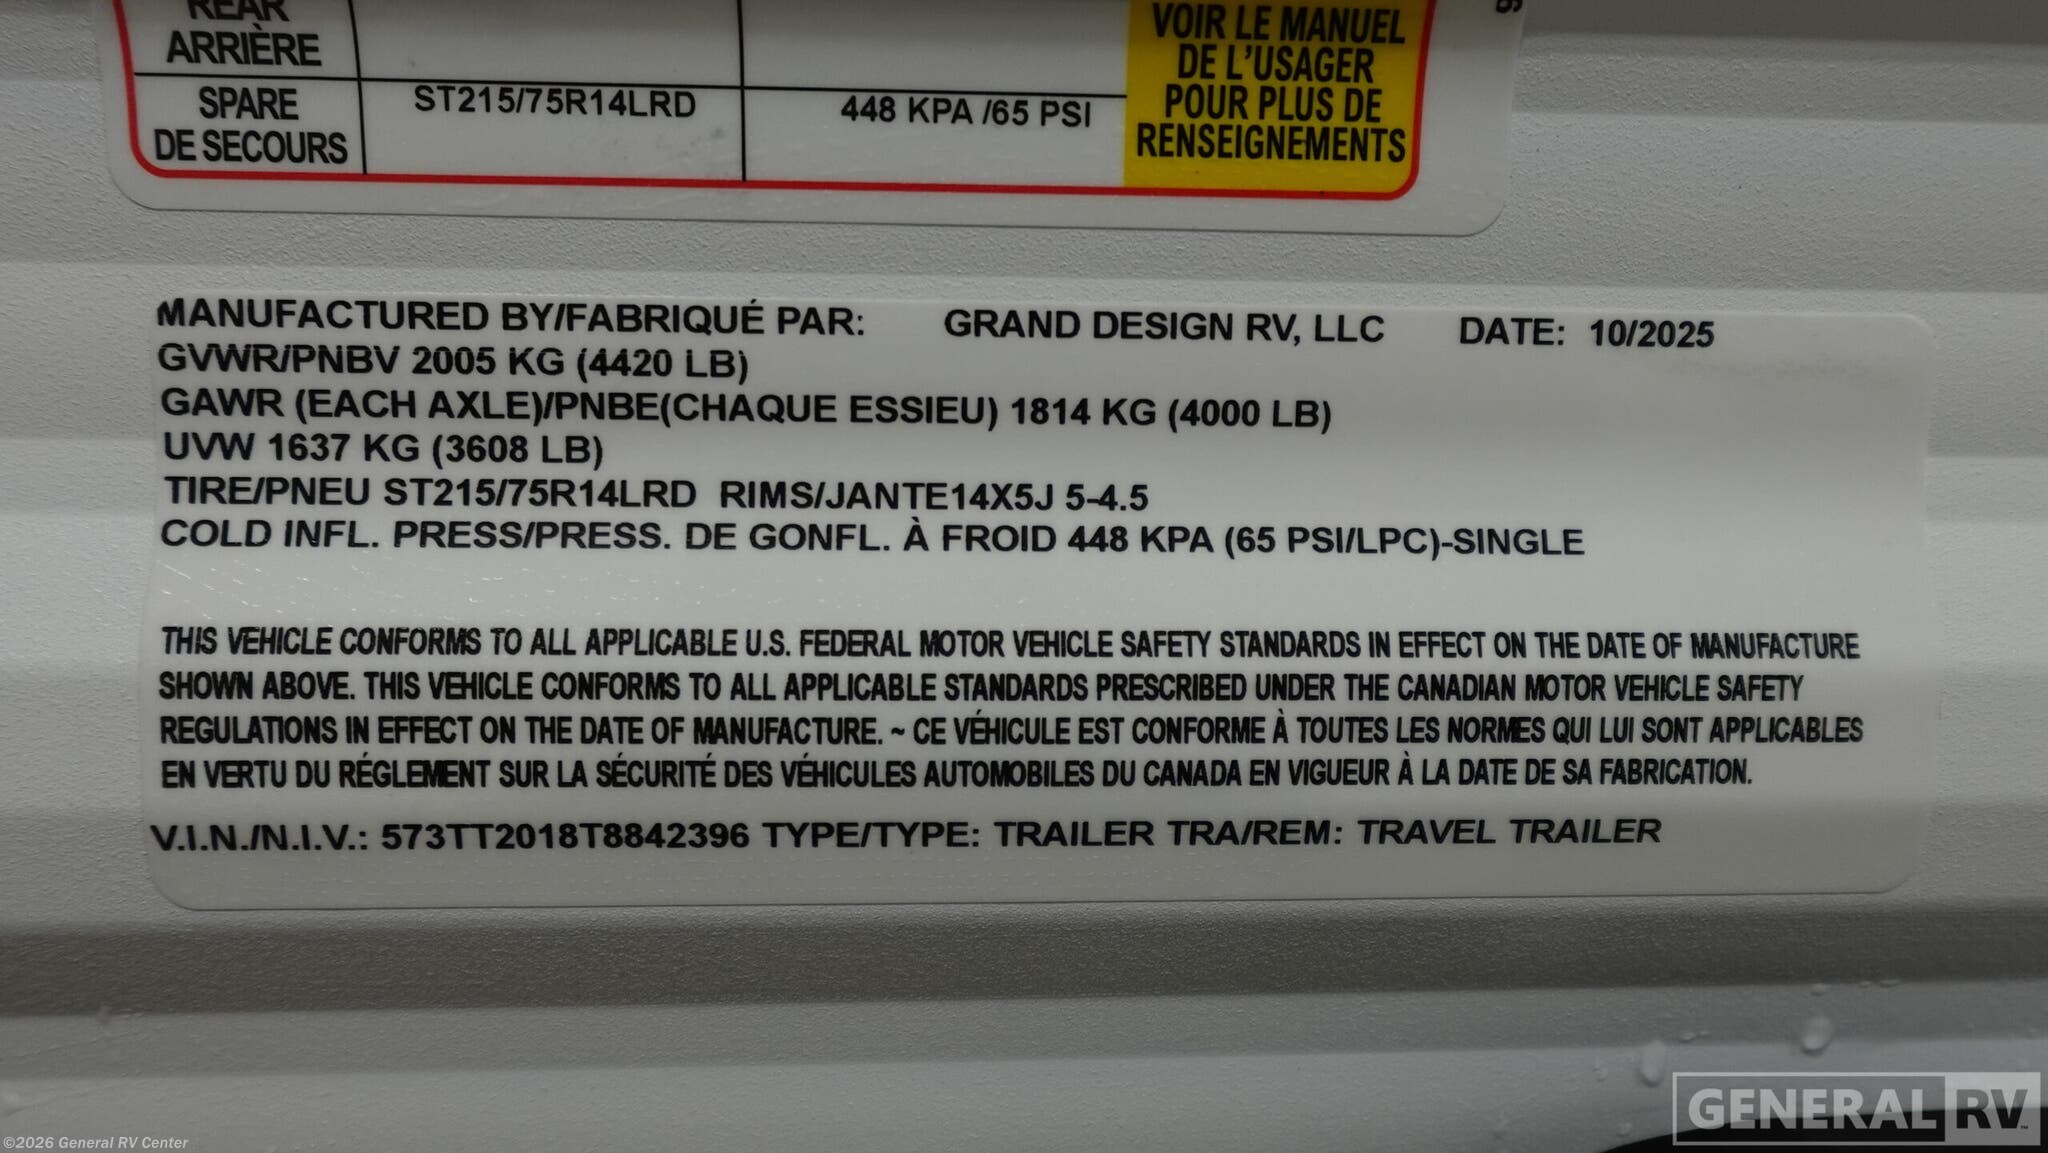 REAR
ARRIÈRE
SPARE
DE SECOURS
ST215/75R14LRD
448 KPA /65 PSI
VOIR LE MANUEL
DE L'USAGER
POUR PLUS DE
RENSEIGNEMENTS
MANUFACTURED BY/FABRIQUÉ PAR: GRAND DESIGN RV, LLC DATE: 10/2025
GVWR/PNBV 2005 KG (4420 LB)
GAWR (EACH AXLE)/PNBE(CHAQUE ESSIEU) 1814 KG (4000 LB)
UVW 1637 KG (3608 LB)
TIRE/PNEU ST215/75R14LRD RIMS/JANTE14X5J 5-4.5
COLD INFL. PRESS/PRESS. DE GONFL. À FROID 448 KPA (65 PSI/LPC)-SINGLE
THIS VEHICLE CONFORMS TO ALL APPLICABLE U.S. FEDERAL MOTOR VEHICLE SAFETY STANDARDS IN EFFECT ON THE DATE OF MANUFACTURE
SHOWN ABOVE. THIS VEHICLE CONFORMS TO ALL APPLICABLE STANDARDS PRESCRIBED UNDER THE CANADIAN MOTOR VEHICLE SAFETY
REGULATIONS IN EFFECT ON THE DATE OF MANUFACTURE. ~ CE VÉHICULE EST CONFORME À TOUTES LES NORMES QUI LUI SONT APPLICABLES
EN VERTU DU RÉGLEMENT SUR LA SÉCURITÉ DES VÉHICULES AUTOMOBILES DU CANADA EN VIGUEUR À LA DATE DE SA FABRICATION.
V.I.N./N.I.V.: 573TT2018T8842396 TYPE/TYPE: TRAILER TRA/REM: TRAVEL TRAILER
GENERAL RV
©2026 General RV Center